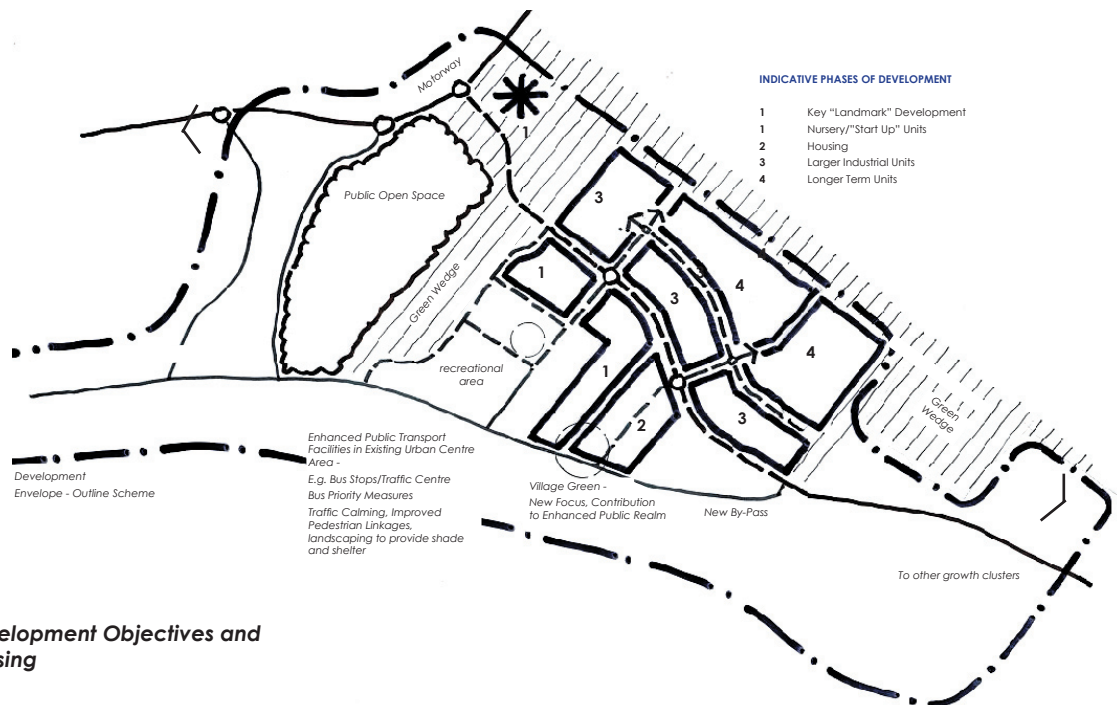 Motorway
1
INDICATIVE PHASES OF DEVELOPMENT
1 Key “Landmark” Development
1 Nursery/”Start Up” Units
2 Housing
3 Larger Industrial Units
4 Longer Term Units
Public Open Space
Green Wedge
3
1
3
4
4
1
2
3
recreational
area
Green
Wedge
Development
Envelope - Outline Scheme
Enhanced Public Transport
Facilities in Existing Urban Centre
Area -
E.g. Bus Stops/Traffic Centre
Bus Priority Measures
Traffic Calming, Improved
Pedestrian Linkages,
landscaping to provide shade
and shelter
Village Green -
New Focus, Contribution
to Enhanced Public Realm
New By-Pass
To other growth clusters
elopment Objectives and
sing